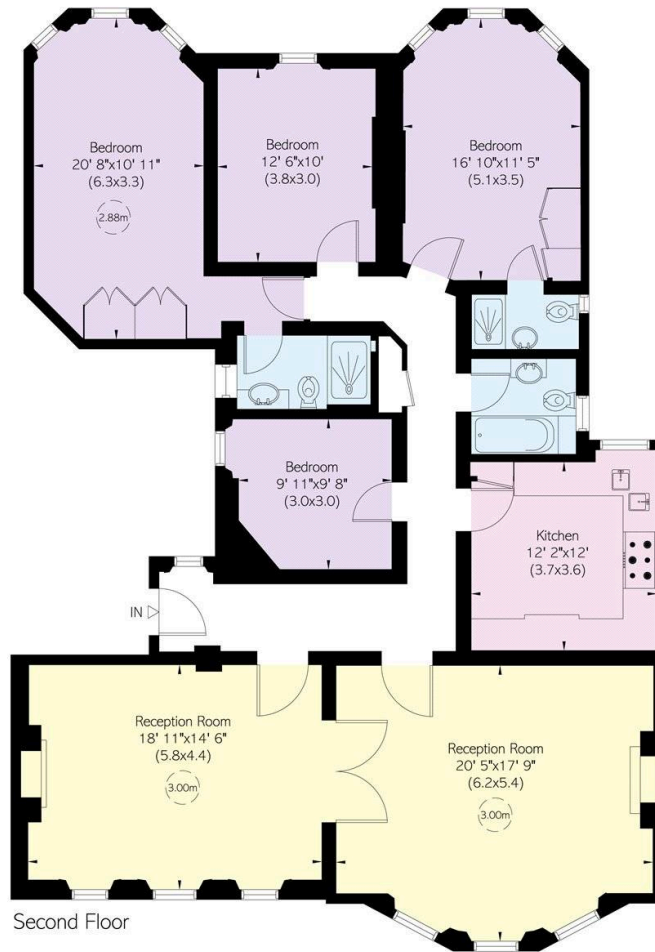 Bedroom
20' 8"x10' 11"
(6.3x3.3)
2.88m
Bedroom
12' 6"x10'
(3.8x3.0)
Bedroom
16' 10"x11' 5"
(5.1x3.5)
Bedroom
9' 11"x9' 8"
(3.0x3.0)
Kitchen
12' 2"x12'
(3.7x3.6)
IN
Reception Room
18' 11"x14' 6"
(5.8x4.4)
3.00m
Reception Room
20' 5"x17' 9"
(6.2x5.4)
3.00m
Second Floor